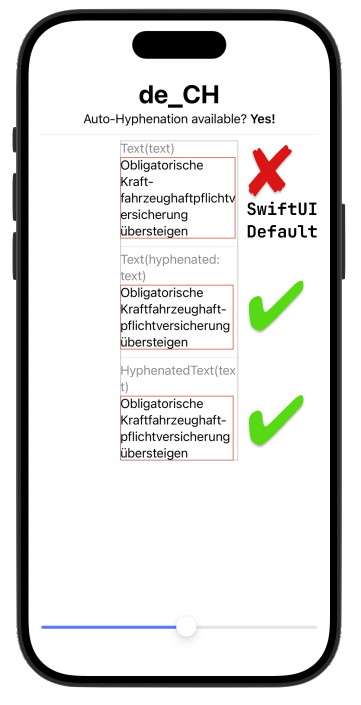 de_CH
Auto-Hyphenation available? Yes!
Text(text)
Obligatorische
Kraft-
fahrzeughaftpflichtv
ersicherung
übersteigen
SwiftUI
Default
Text(hyphenated:
text)
Obligatorische
Kraftfahrzeughaft-
pflichtversicherung
übersteigen
HyphenatedText(tex
t)
Obligatorische
Kraftfahrzeughaft-
pflichtversicherung
übersteigen